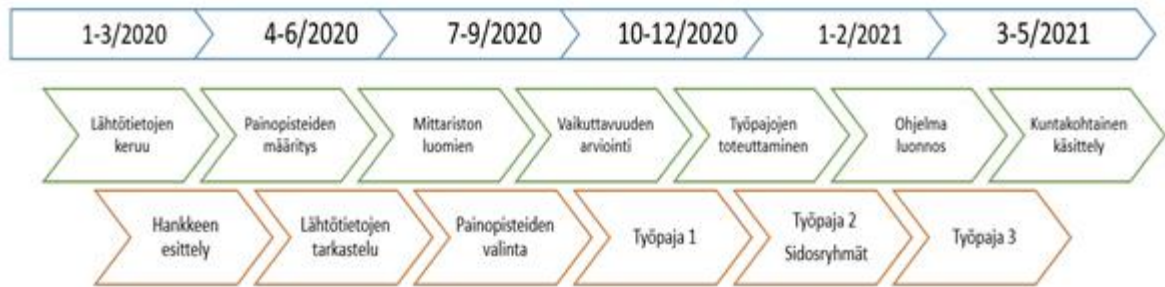 1-3/2020
4-6/2020
7-9/2020
10-12/2020
1-2/2021
3-5/2021
Lähtötietojen
keruu
Painopisteiden
määritys
Mittariston
luomien
Vaikuttavuuden
arviointi
Työpajojen
toteuttaminen
Ohjelma
luonnos
Kuntakohtainen
käsittely
Hankkeen
esittely
Lähtötietojen
tarkastelu
Painopisteiden
valinta
Työpaja 1
Työpaja 2
Sidosryhmät
Työpaja 3